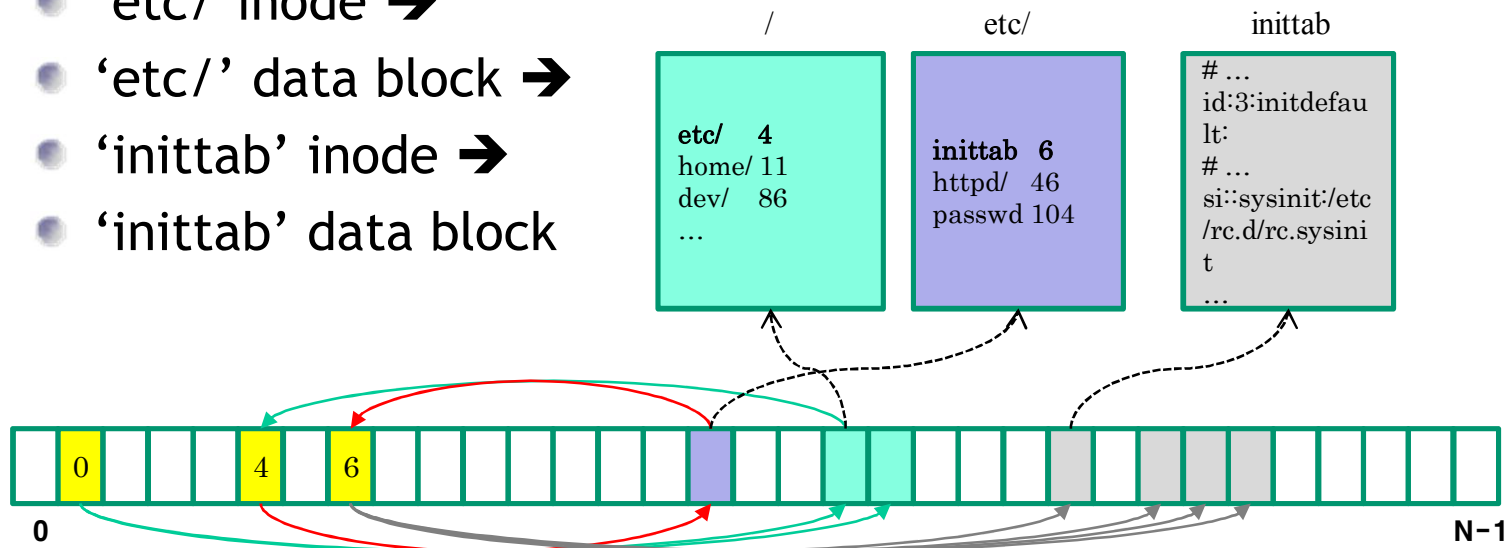 ‘etc/’ inode ➔
‘etc/’ data block ➔
‘inittab’ inode ➔
‘inittab’ data block
/
etc/ 4
home/ 11
dev/ 86
…
etc/
inittab 6
httpd/ 46
passwd 104
inittab
# …
id:3:initdefau
lt:
# …
si::sysinit:/etc
/rc.d/rc.sysini
t
…
0 4 6
0 N-1